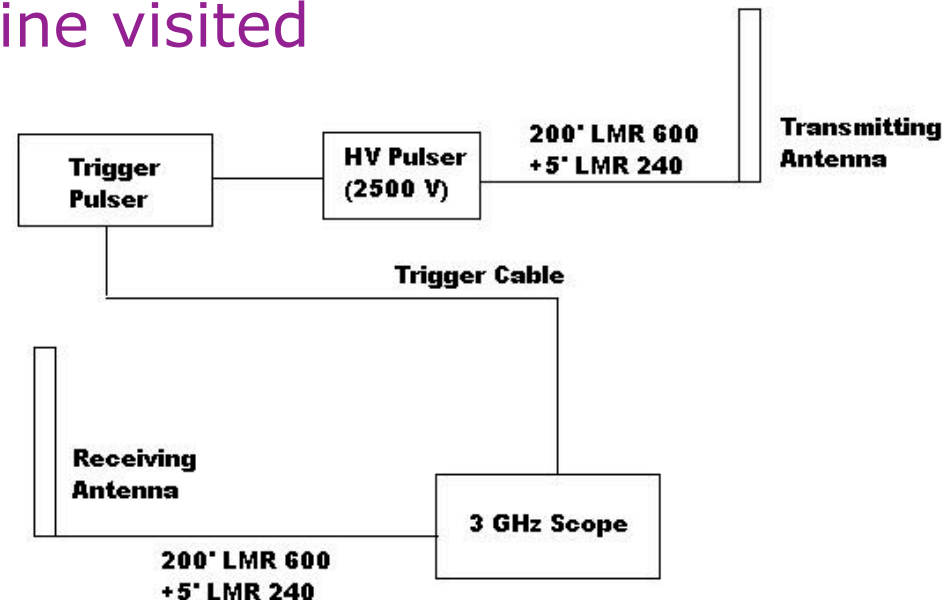 ine visited
Trigger
Pulser
HV Pulser
(2500 V)
200' LMR 600
+5' LMR 240
Transmitting
Antenna
Trigger Cable
Receiving
Antenna
3 GHz Scope
200' LMR 600
+5' LMR 240